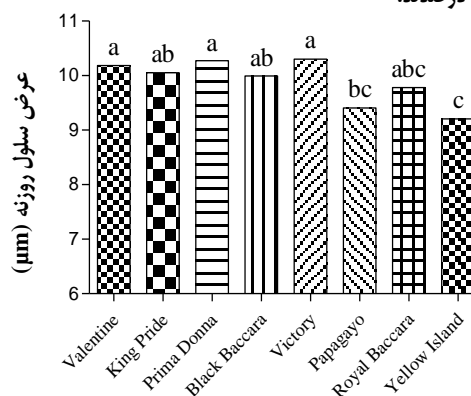 11
10
9
8
7
6
عرض سلول روزنه (µm)
a
ab
a
ab
a
bc
abc
c
Valentine
King Pride
Prima Donna
Black Baccara
Victory
Papagayo
Royal Baccara
Yellow Island